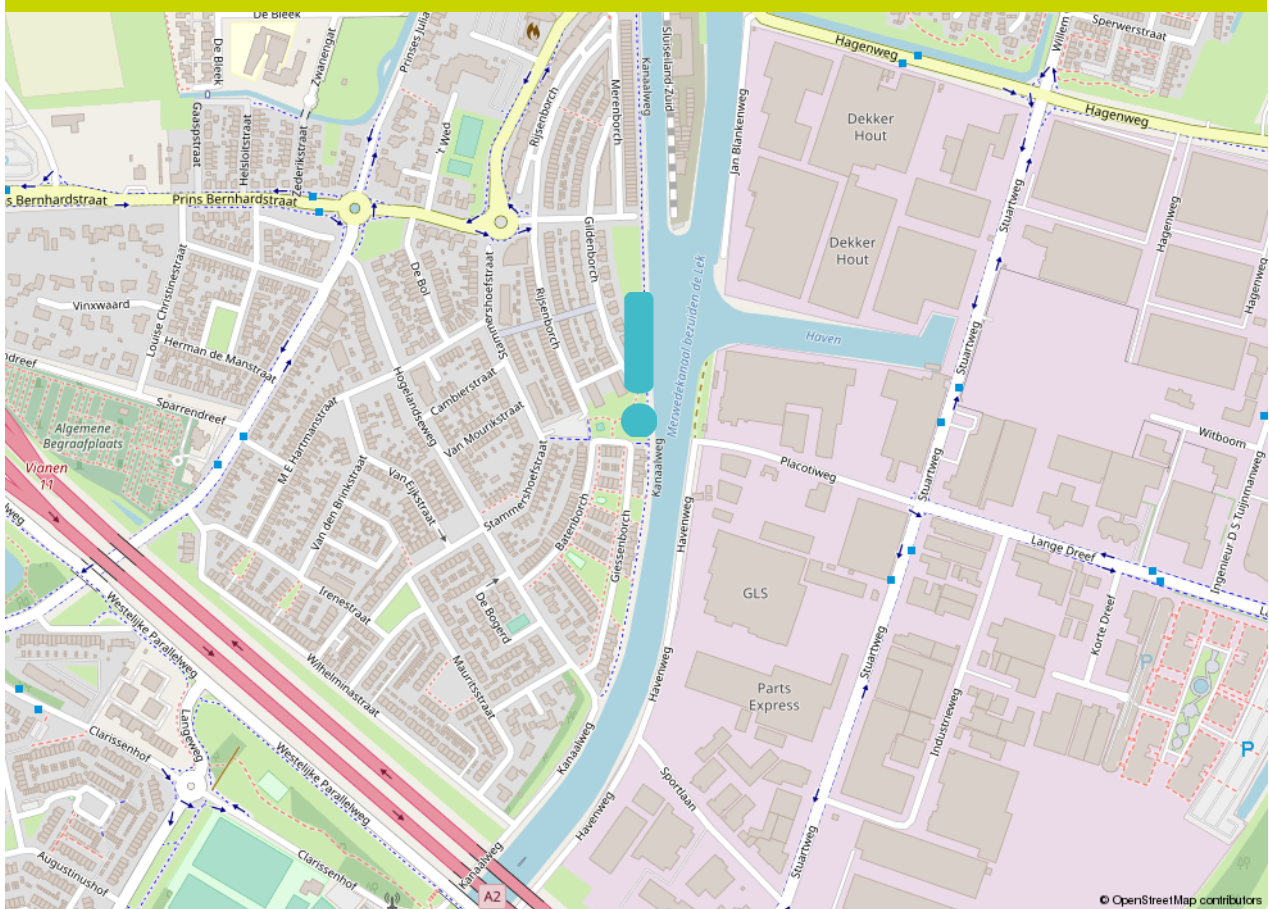 De Bleek
De Bleek
Zwanengat
Prinses Julia
Kanaalweg
Sluiseiland-Zuid
Hagenweg
Willem
Sperwerstraat
Gaaspstraat
Helsloitstraat
Zederikstraat
't Wed
Rijsenborch
Merenborch
Jan Blankenweg
Dekker
Hout
Hagenweg
s Bernhardstraat
Prins Bernhardstraat
Stuartweg
Hagenweg
Gildenborch
Dekker
Hout
Louise Christinestraat
De Bol
Stammershoefstraat
Rijsenborch
Merwedekanaal bezuiden de Lek
Hagenweg
Vinxwaard
Haven
Herman de Manstraat
Stuartweg
ndreef
Hogelandseweg
Cambierstraat
Sparrendreef
Van Mourikstraat
Algemene
Begraafplaats
M E Hartmanstraat
Witboom
Kanaalweg
Vianen
11
Placotiweg
Stuartweg
Van Eijkstraat
Stammershoefstraat
Van den Brinkstraat
Batenborch
Havenweg
Ingenieur D S Tuijnmanweg
lweg
Giessenborch
Lange Dreef
La
Irenestraat
De Bogerd
GLS
Westelijke Parallelweg
Korte Dreef
Stuartweg
Wilhelminastraat
Mauritsstraat
Havenweg
P
Parts
Express
Langeweg
Clarissenhof
Industrieweg
P
Westelijke Parallelweg
Kanaalweg
Sportlaan
Havenweg
Stuartweg
Augustinushof
Clarissenhof
Kanaalweg
A2
© OpenStreetMap contributors